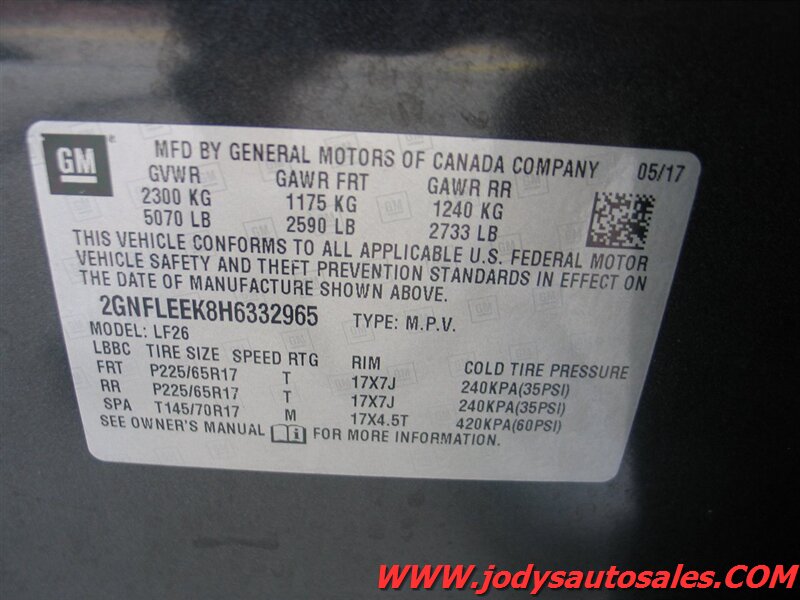 GM ® MFD BY GENERAL MOTORS OF CANADA COMPANY 05/17
GVWR GAWR FRT GAWR RR
2300 KG 1175 KG 1240 KG
5070 LB 2590 LB 2733 LB
THIS VEHICLE CONFORMS TO ALL APPLICABLE U.S. FEDERAL MOTOR
VEHICLE SAFETY AND THEFT PREVENTION STANDARDS IN EFFECT ON
THE DATE OF MANUFACTURE SHOWN ABOVE.
2GNFLEEK8H6332965 TYPE: M.P.V.
MODEL: LF26
LBBC TIRE SIZE SPEED RTG RIM COLD TIRE PRESSURE
FRT P225/65R17 T 17X7J 240KPA(35PSI)
RR P225/65R17 T 17X7J 240KPA(35PSI)
SPA T145/70R17 M 17X4.5T 420KPA(60PSI)
SEE OWNER'S MANUAL FOR MORE INFORMATION.
WWW.jodysautosales.COM